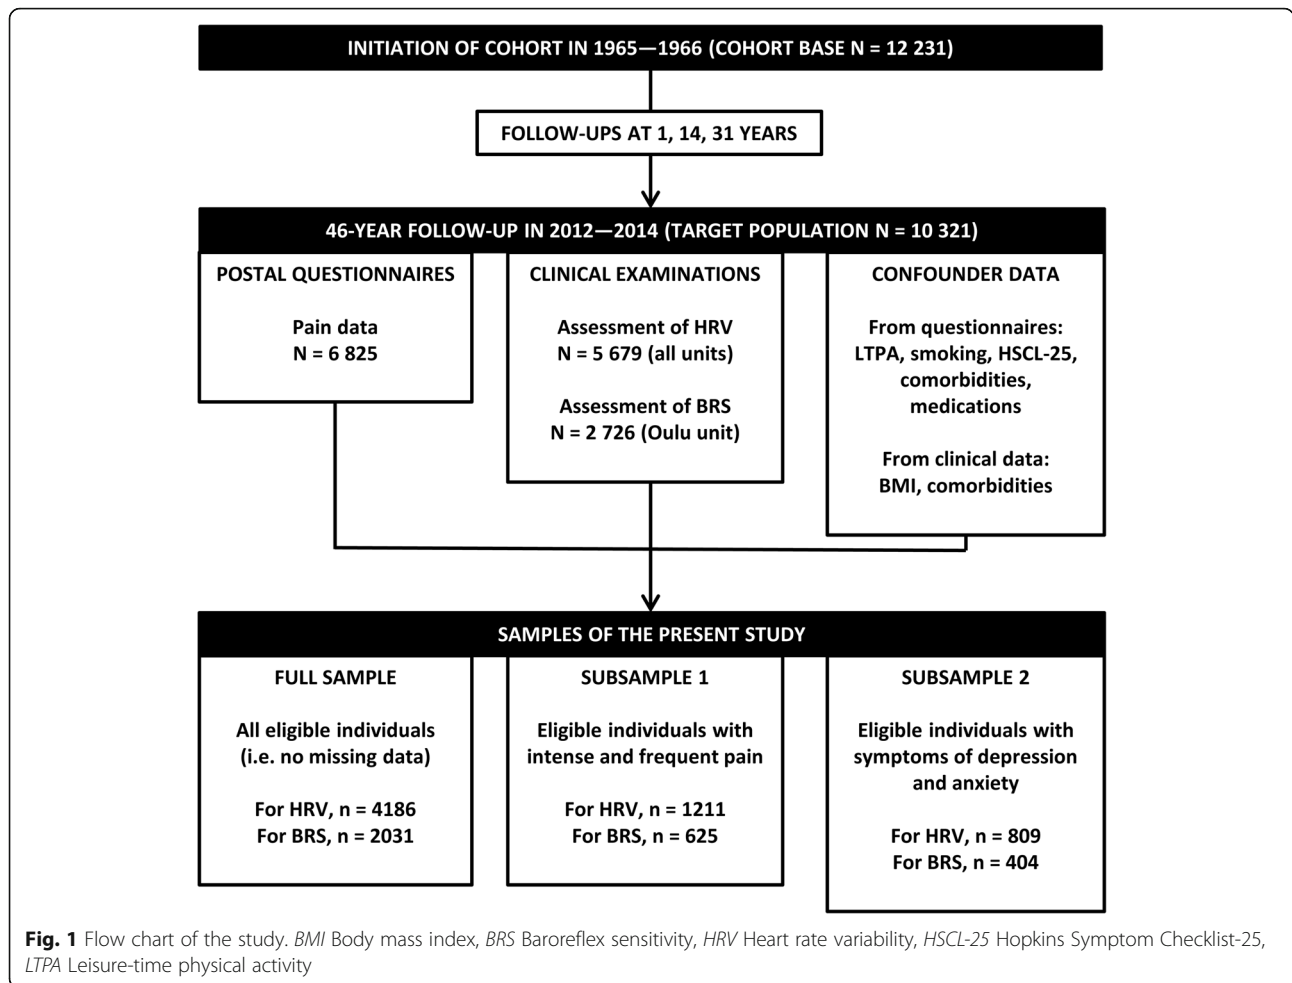 INITIATION OF COHORT IN 1965—1966 (COHORT BASE N = 12 231)
FOLLOW-UPS AT 1, 14, 31 YEARS
46-YEAR FOLLOW-UP IN 2012—2014 (TARGET POPULATION N = 10 321)
POSTAL QUESTIONNAIRES
Pain data
N = 6 825
CLINICAL EXAMINATIONS
Assessment of HRV
N = 5 679 (all units)
Assessment of BRS
N = 2 726 (Oulu unit)
CONFOUNDER DATA
From questionnaires:
LTPA, smoking, HSCL-25,
comorbidities,
medications
From clinical data:
BMI, comorbidities
SAMPLES OF THE PRESENT STUDY
FULL SAMPLE
All eligible individuals
(i.e. no missing data)
For HRV, n = 4186
For BRS, n = 2031
SUBSAMPLE 1
Eligible individuals with
intense and frequent pain
For HRV, n = 1211
For BRS, n = 625
SUBSAMPLE 2
Eligible individuals with
symptoms of depression
and anxiety
For HRV, n = 809
For BRS, n = 404
Fig. 1 Flow chart of the study. BMI Body mass index, BRS Baroreflex sensitivity, HRV Heart rate variability, HSCL-25 Hopkins Symptom Checklist-25,
LTPA Leisure-time physical activity